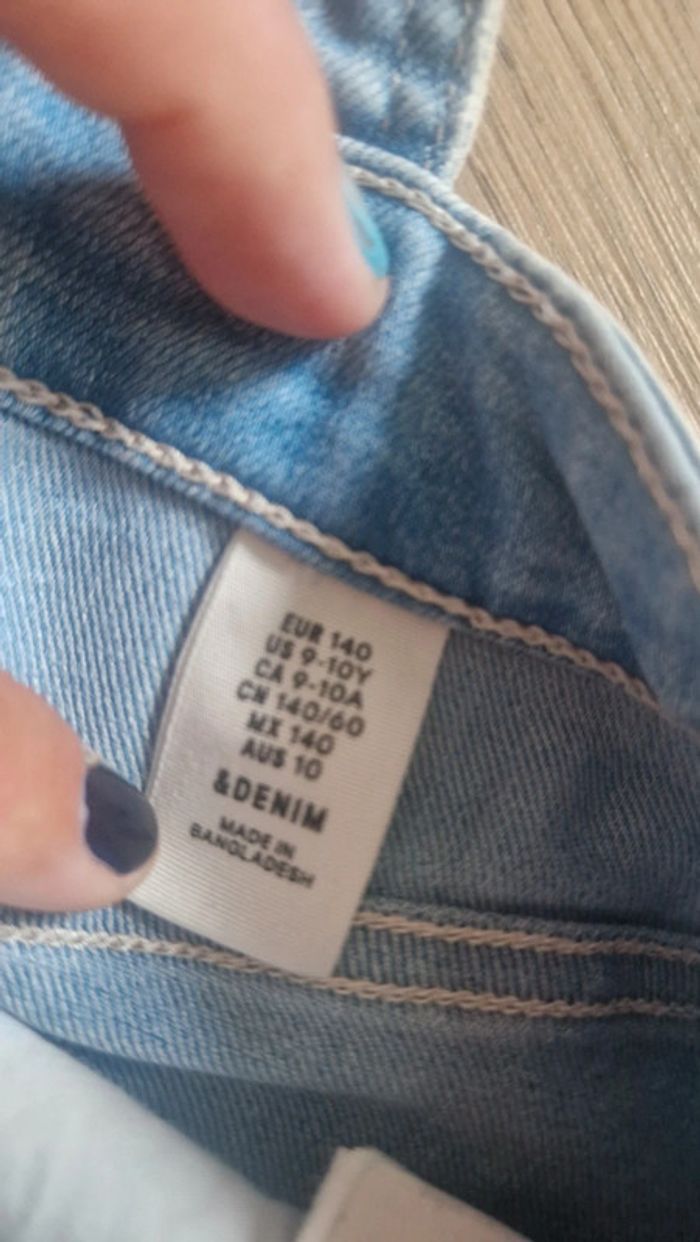 EUR 140
US 9-10Y
CA 9-10A
CN 140/60
MX 140
AUS 10
&DENIM
MADE IN
BANGLADESH